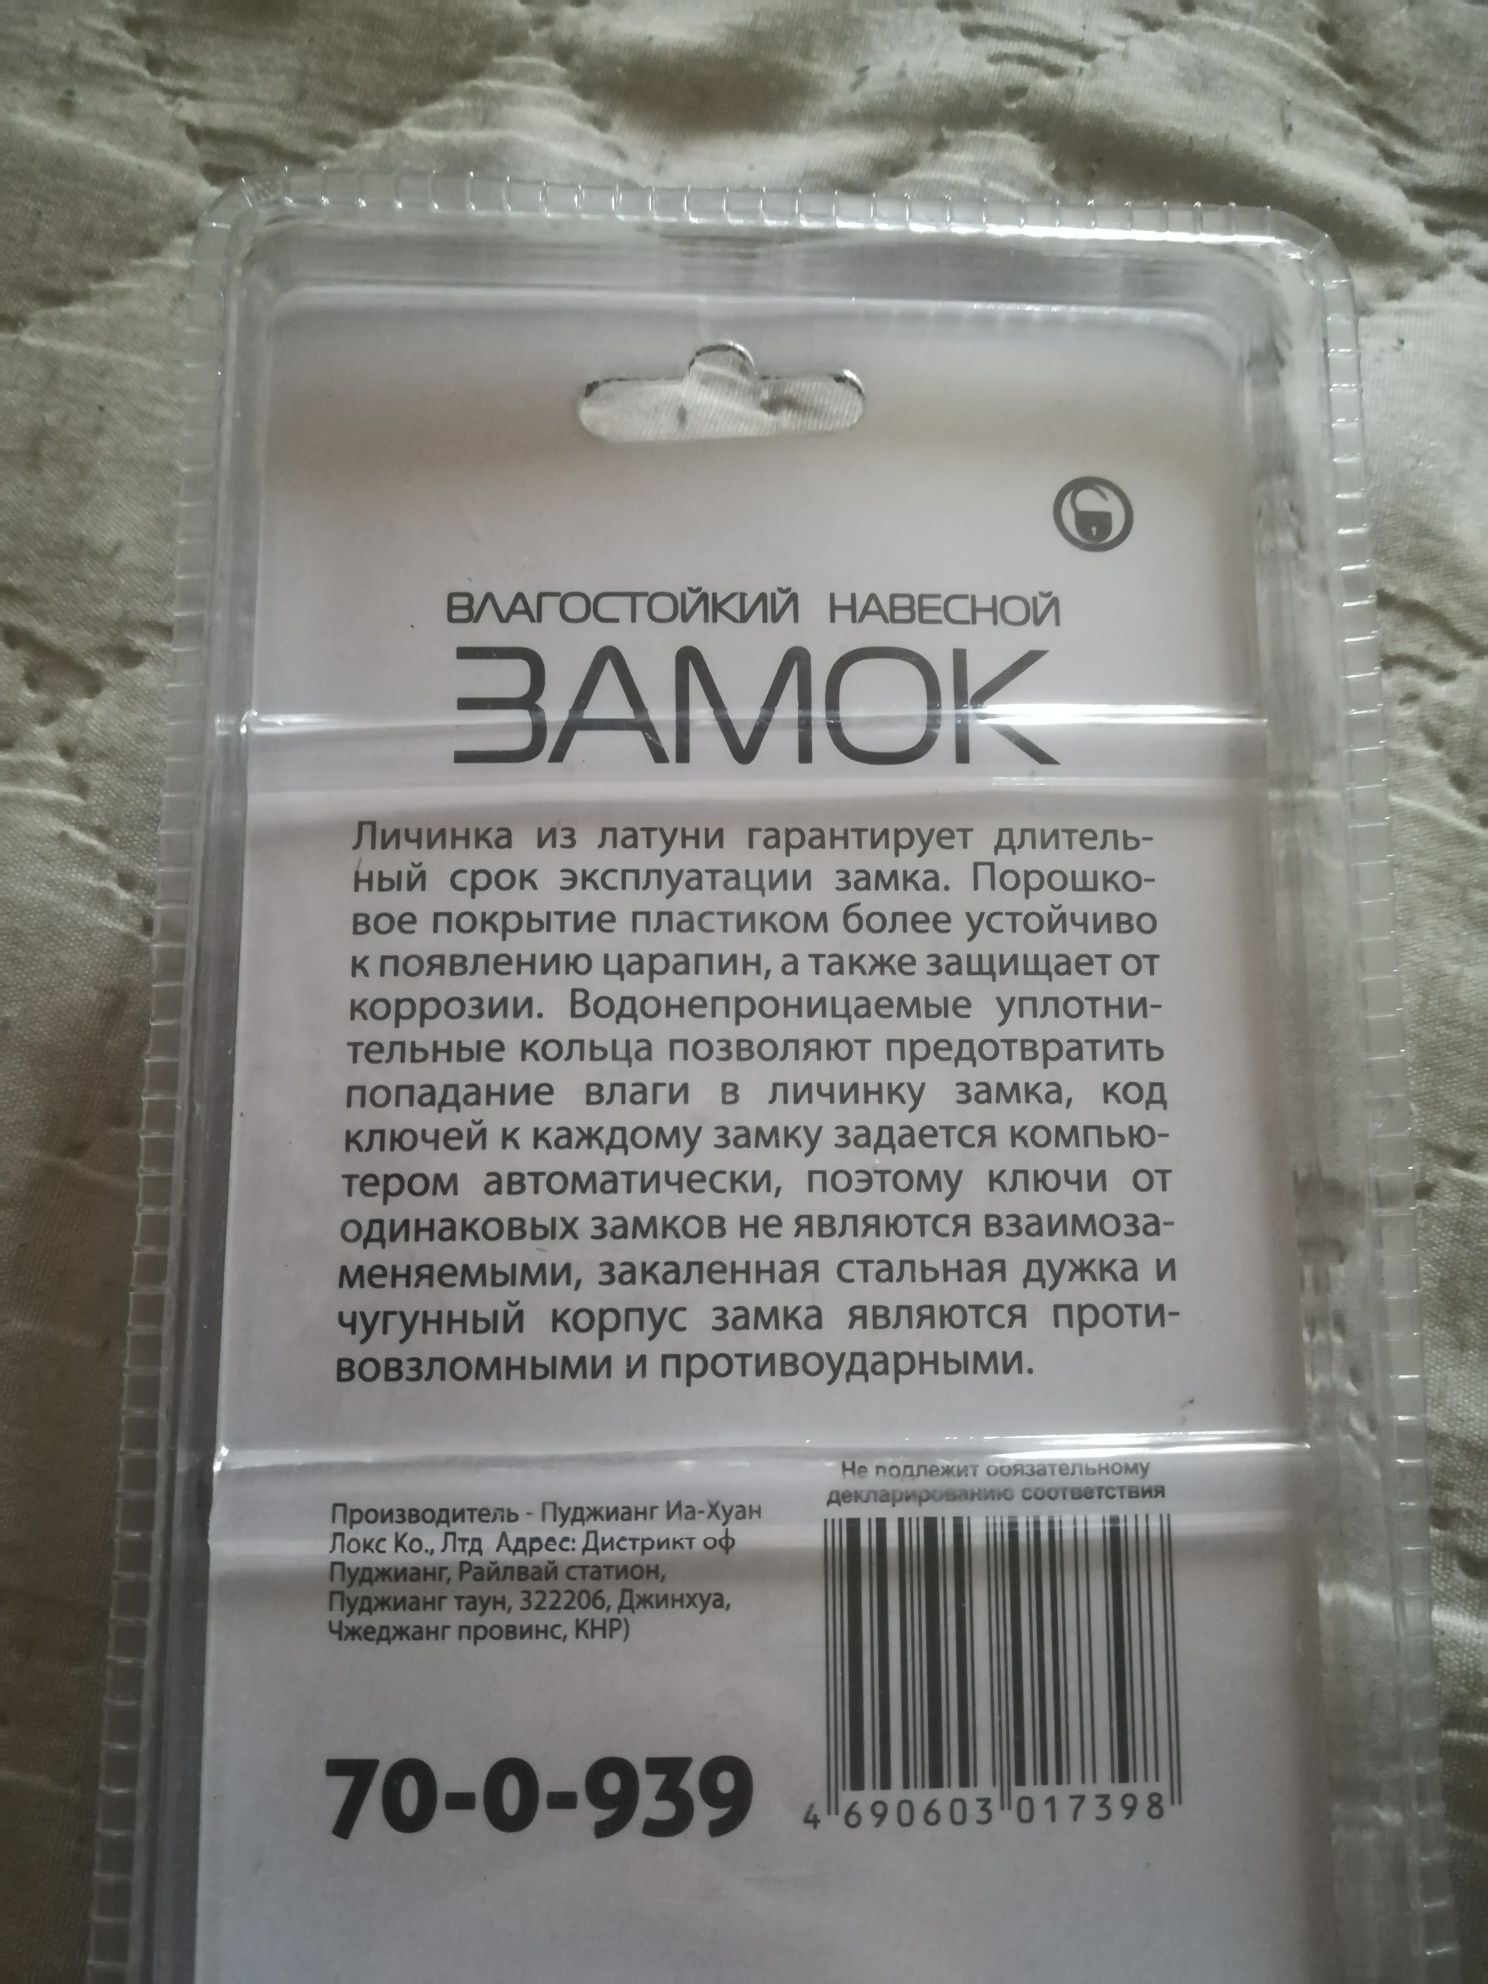 ВЛАГОСТОЙКИЙ НАВЕСНОЙ
ЗАМОК
Личинка из латуни гарантирует длитель-
ный срок эксплуатации замка. Порошко-
вое покрытие пластиком более устойчиво
к появлению царапин, а также защищает от
коррозии. Водонепроницаемые уплотни-
тельные кольца позволяют предотвратить
попадание влаги в личинку замка, код
ключей к каждому замку задается компью-
тером автоматически, поэтому ключи от
одинаковых замков не являются взаимоза-
меняемыми, закаленная стальная дужка и
чугунный корпус замка являются проти-
вовзломными и противоударными.
Не подлежит обязательному
декларированию соответствия
Производитель - Пуджианг Иа-Хуан
Локс Ко., Лтд Адрес: Дистрикт оф
Пуджианг, Райлвай статион,
Пуджианг таун, 322206, Джинхуа,
Чжеджанг провинс, КНР)
70-0-939
4 690603 017398